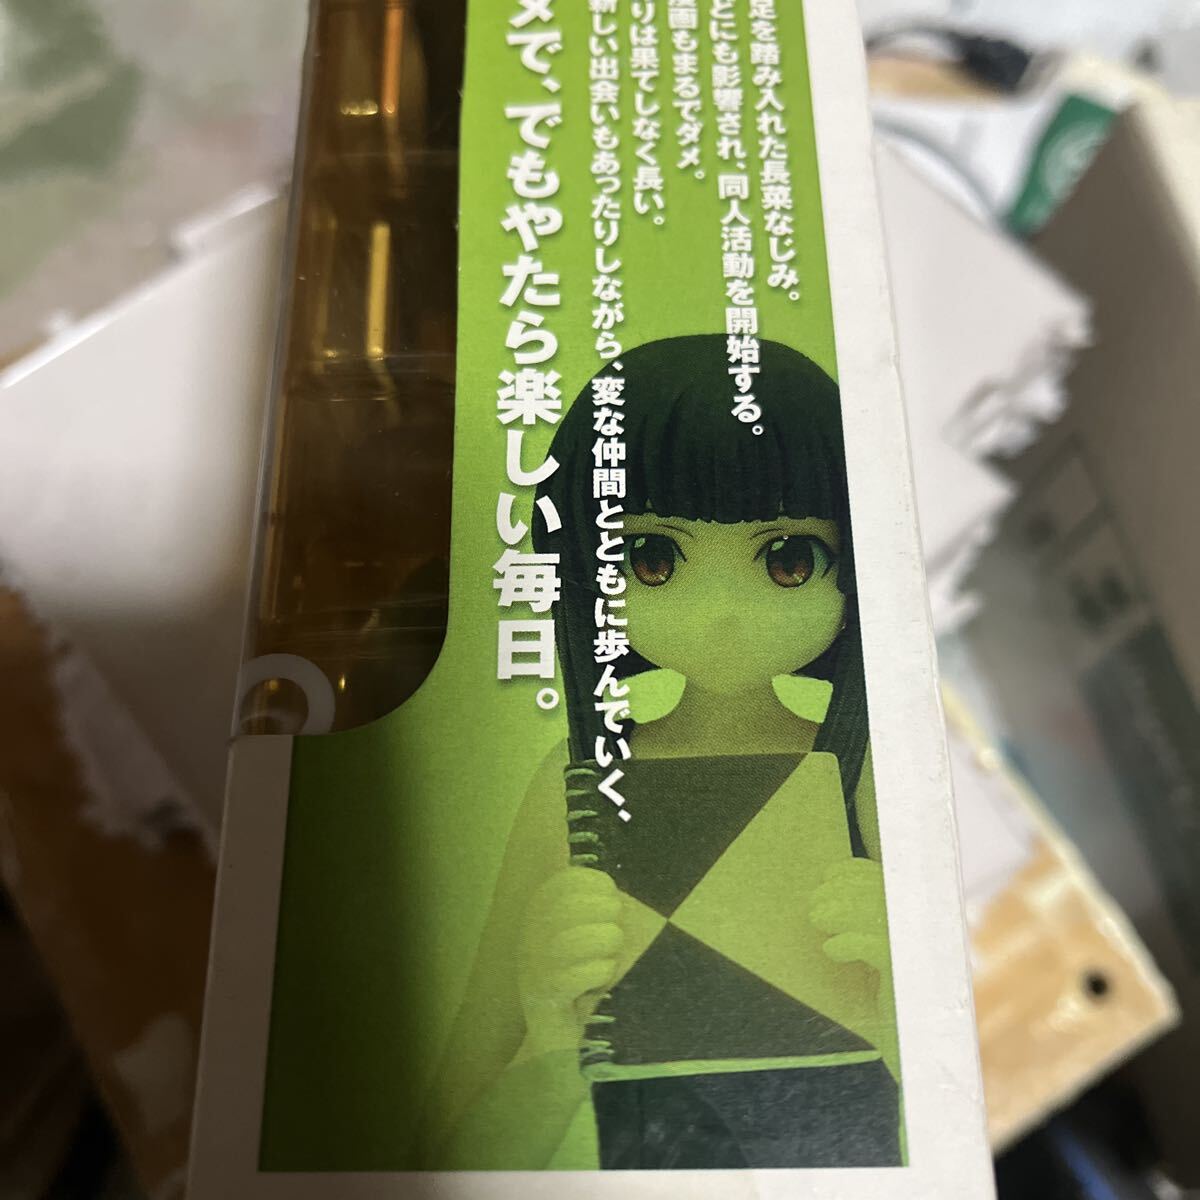 足を踏み入れた長菜なじみ。
どにも影響され、同人活動を開始する。
漫画もまるでダメ。
りは果てしなく長い。
新しい出会いもあったりしながら、変な仲間とともに歩んでいく、
メで、でもやたら楽しい毎日。